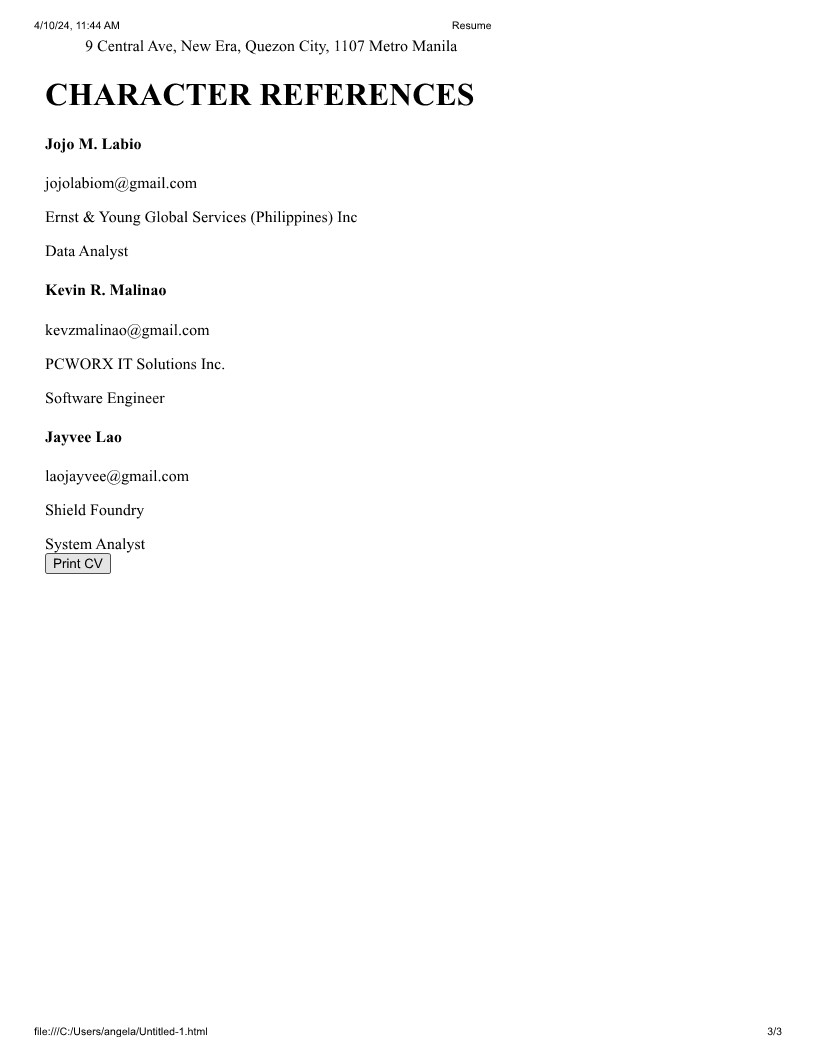 4/10/24, 11:44 AM Resume
9 Central Ave, New Era, Quezon City, 1107 Metro Manila
CHARACTER REFERENCES
Jojo M. Labio
jojolabiom@gmail.com
Ernst & Young Global Services (Philippines) Inc
Data Analyst
Kevin R. Malinao
kevzmalinao@gmail.com
PCWORX IT Solutions Inc.
Software Engineer
Jayvee Lao
laojayvee@gmail.com
Shield Foundry
System Analyst
Print CV
file:///C:/Users/angela/Untitled-1.html 3/3